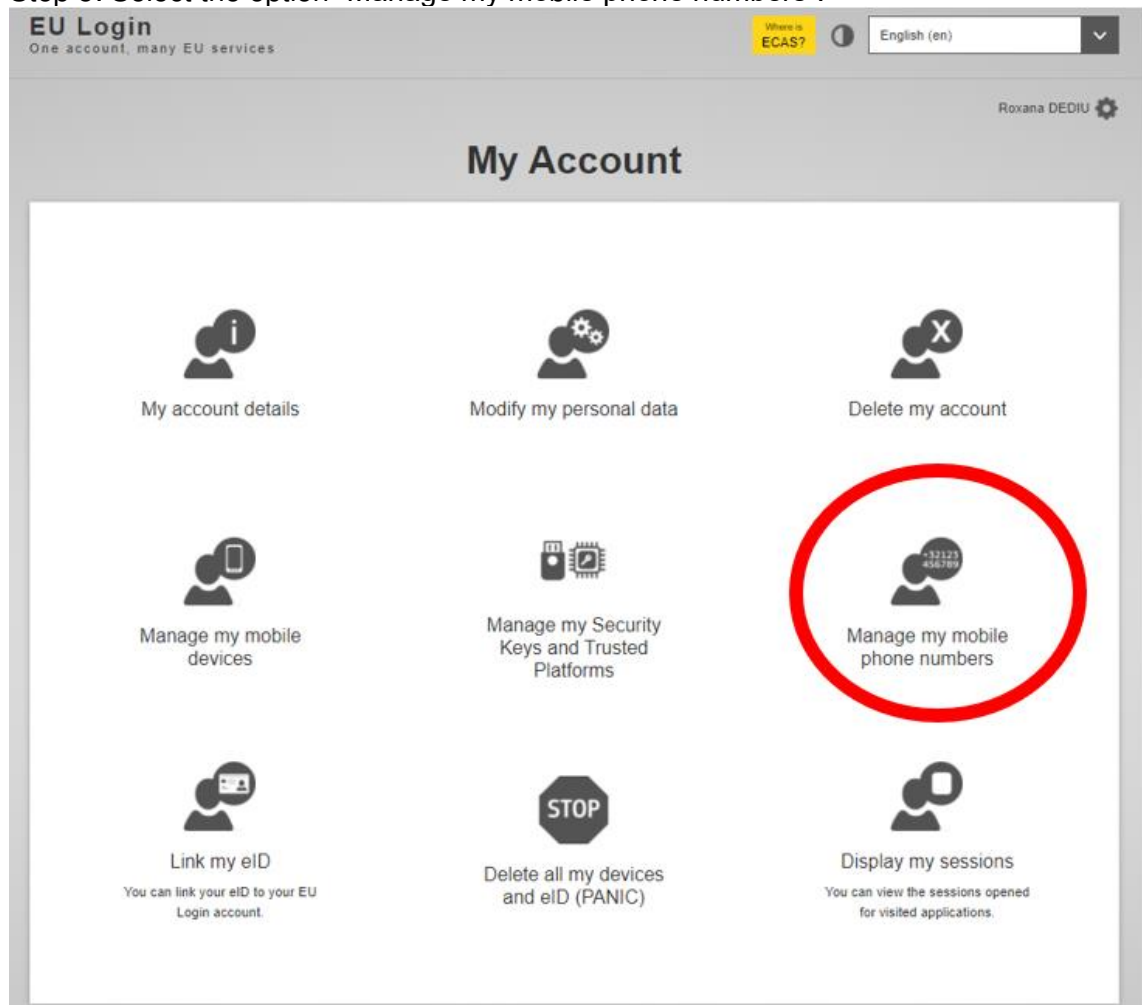 Step 3: Select the option "Manage my mobile phone numbers".
EU Login
One account, many EU services
Where is
ECAS?
English (en)
Roxana DEDIU
My Account
i
X
My account details
Modify my personal data
Delete my account
+32123
456789
Manage my mobile
devices
Manage my Security
Keys and Trusted
Platforms
Manage my mobile
phone numbers
STOP
Link my eID
You can link your eID to your EU
Login account.
Delete all my devices
and eID (PANIC)
Display my sessions
You can view the sessions opened
for visited applications.